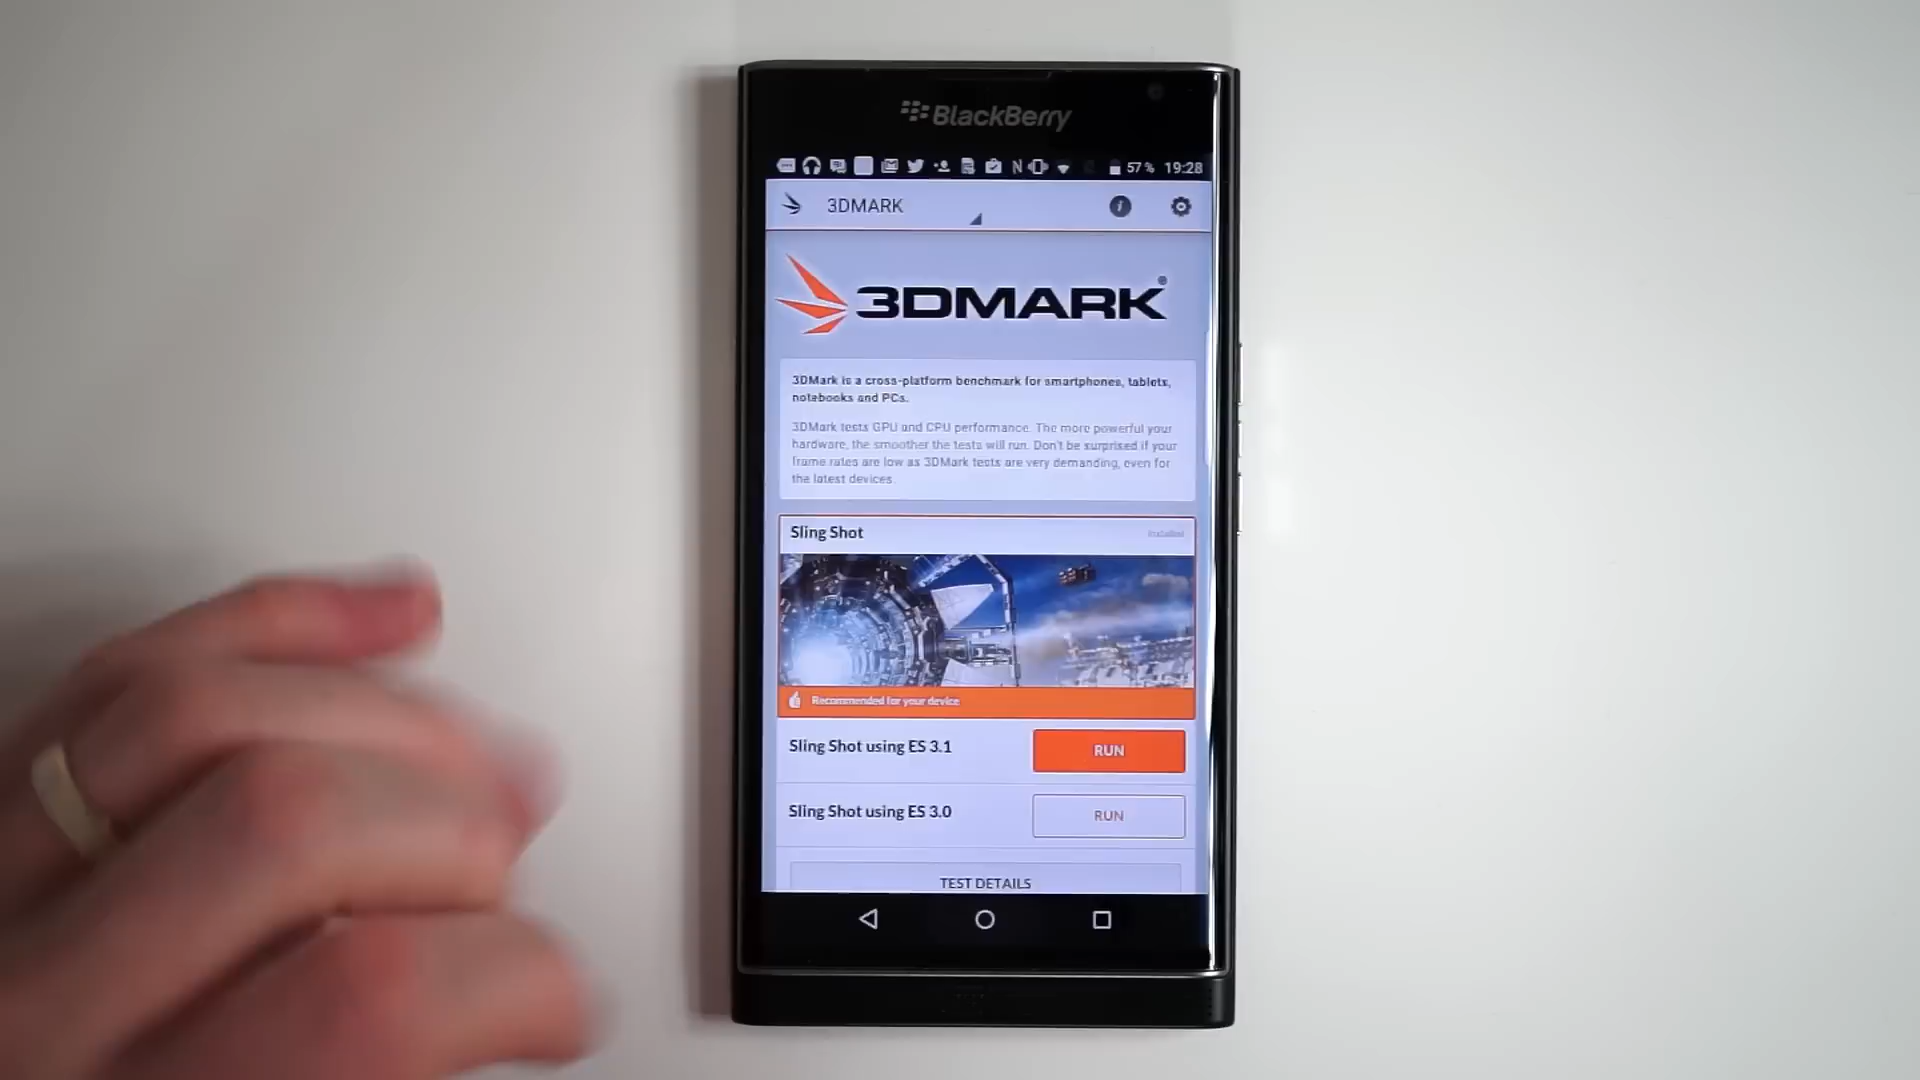 BlackBerry
57 % 19:28
3DMARK
3DMARK®
3DMark is a cross-platform benchmark for smartphones, tablets,
notebooks and PCs.
3DMark tests GPU and CPU performance. The more powerful your
hardware, the smoother the tests will run. Don't be surprised if your
frame rates are low as 3DMark tests are very demanding, even for
the latest devices.
Sling Shot
Installed
Recommended for your device
Sling Shot using ES 3.1
RUN
Sling Shot using ES 3.0
RUN
TEST DETAILS